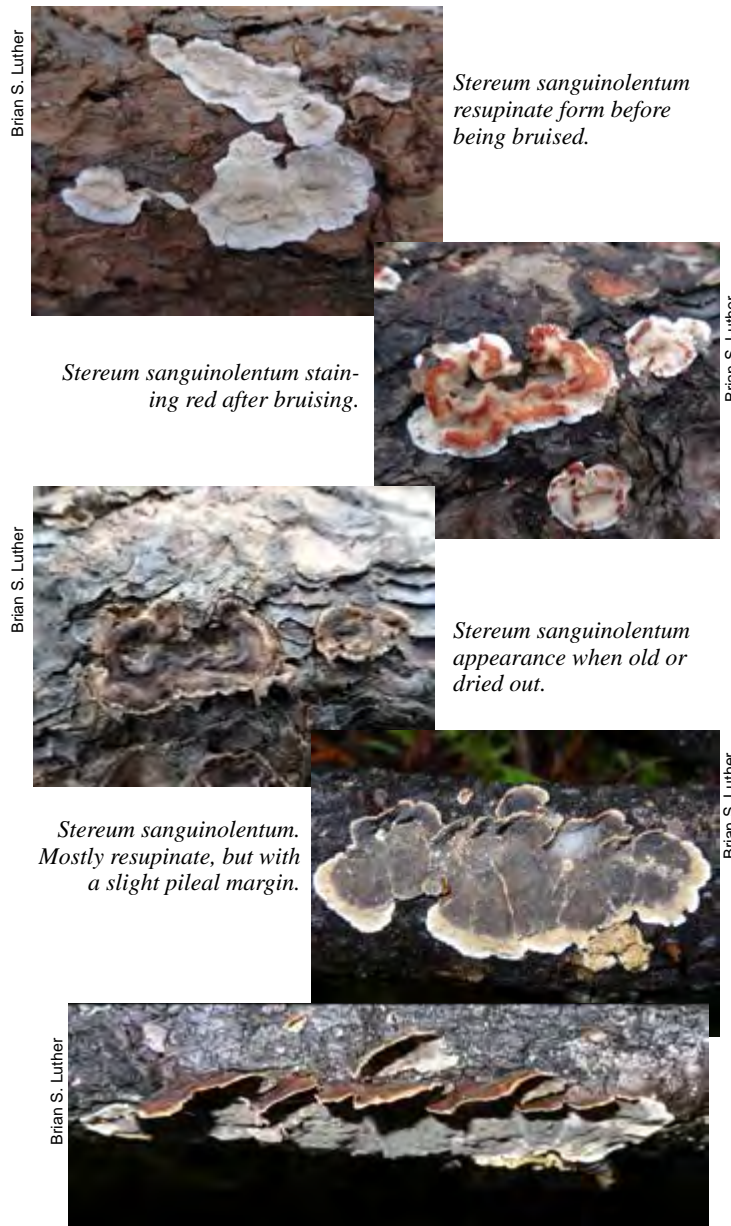 Brian S. Luther
Stereum sanguinolentum
resupinate form before
being bruised.
Stereum sanguinolentum stain-
ing red after bruising.
Brian S. Luther
Brian S. Luther
Stereum sanguinolentum
appearance when old or
dried out.
Stereum sanguinolentum.
Mostly resupinate, but with
a slight pileal margin.
Brian S. Luther
Brian S. Luther